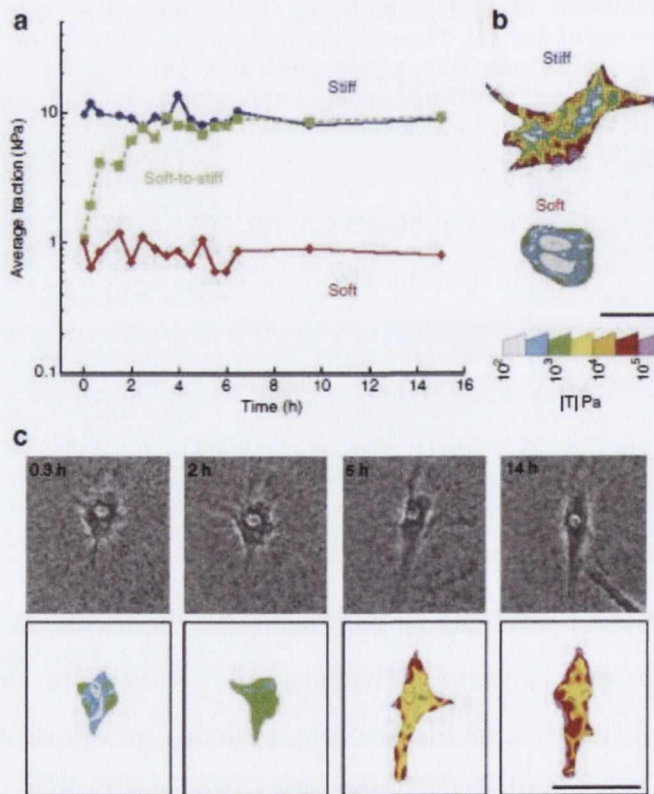 a
Average traction (kPa)
10
1
0.1
Stiff
Soft-to-stiff
Soft
0 2 4 6 8 10 12 14 16
Time (h)
b
Stiff
Soft
10² 10³ 10⁴ 10⁵
|T| Pa
c
0.3 h
2 h
14 h